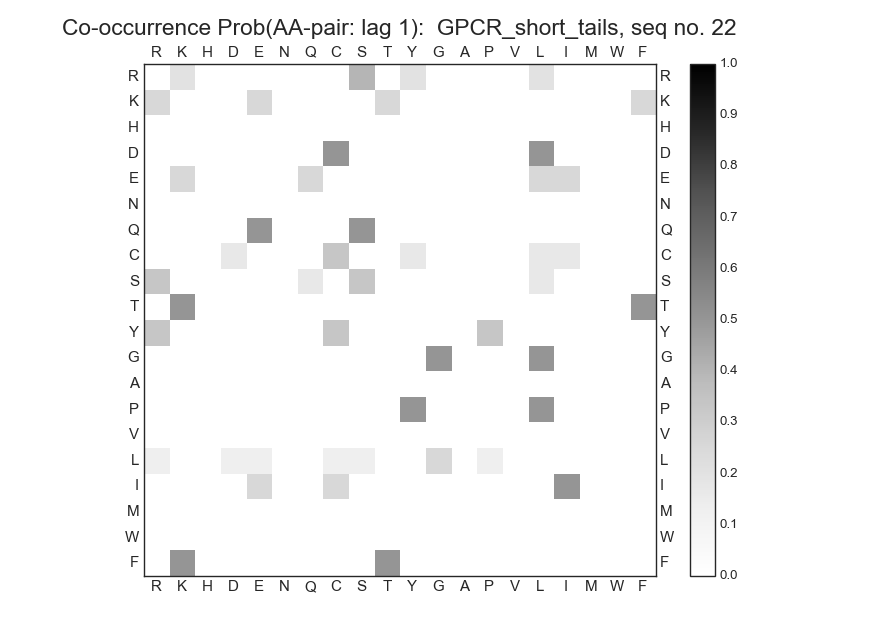 Co-occurrence Prob(AA-pair: lag 1):  GPCR_short_tails, seq no. 22
R K H D E N Q C S T Y G A P V L I M W F
1.0
R R
0.9
K K
H H
0.8
D D
E E
0.7
N N
Q Q
0.6
C C
S S
0.5
T T
Y Y
0.4
G G
A A
0.3
P P
V V
0.2
L L
I I
0.1
M M
W W
F F
0.0
R K H D E N Q C S T Y G A P V L I M W F